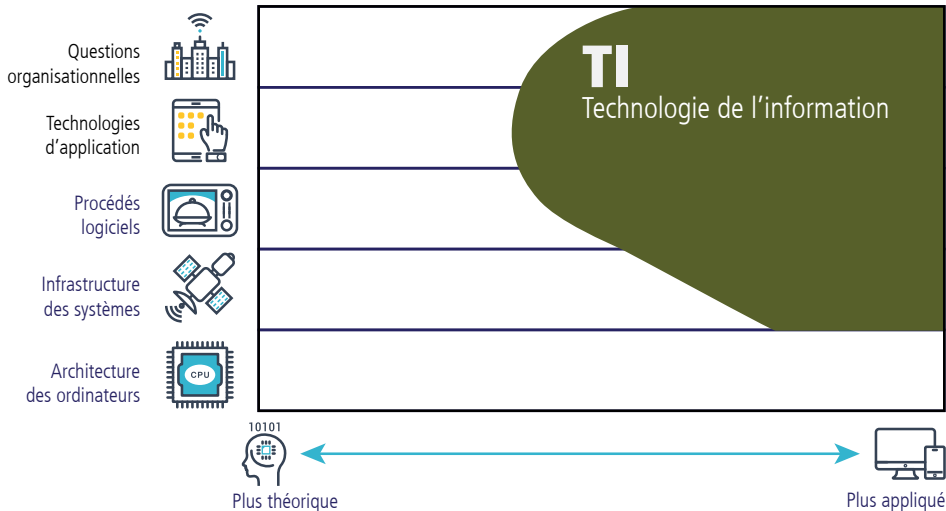 Questions
organisationnelles
TI
Technologie de l’information
Technologies
d’application
Procédés
logiciels
Infrastructure
des systèmes
Architecture
des ordinateurs
CPU
10101
Plus théorique
Plus appliqué